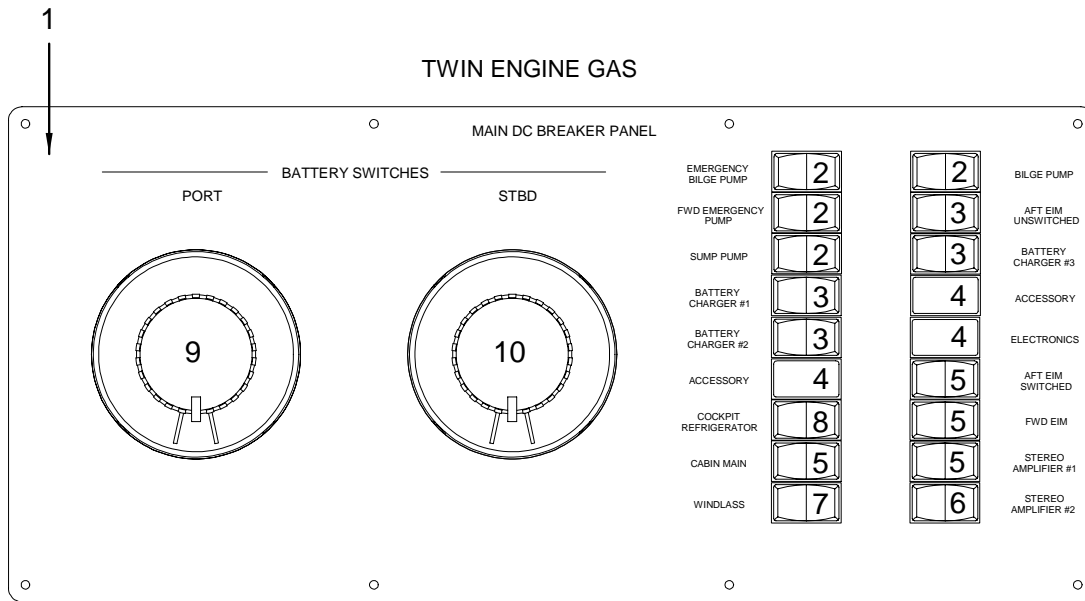 1
TWIN ENGINE GAS
MAIN DC BREAKER PANEL
BATTERY SWITCHES
PORT
STBD
9
10
EMERGENCY
BILGE PUMP
2
FWD EMERGENCY
PUMP
2
SUMP PUMP
2
BATTERY
CHARGER #1
3
BATTERY
CHARGER #2
3
ACCESSORY
4
COCKPIT
REFRIGERATOR
8
CABIN MAIN
5
WINDLASS
7
2
BILGE PUMP
3
AFT EIM
UNSWITCHED
3
BATTERY
CHARGER #3
4
ACCESSORY
4
ELECTRONICS
5
AFT EIM
SWITCHED
5
FWD EIM
5
STEREO
AMPLIFIER #1
6
STEREO
AMPLIFIER #2